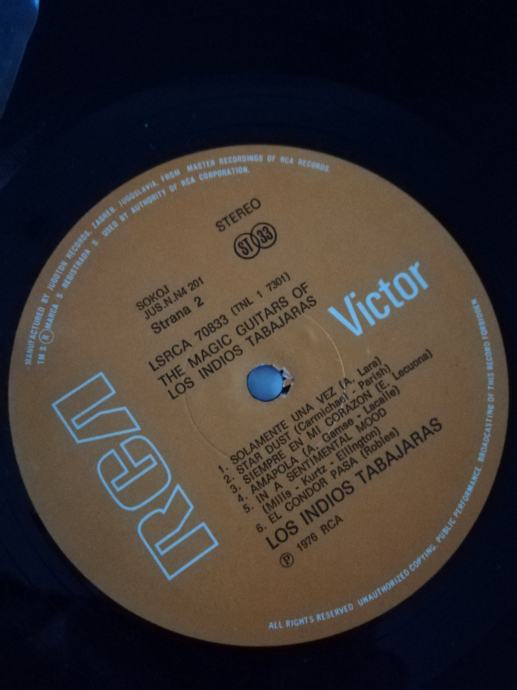 MANUFACTURED BY JUGOTON RECORDS, ZAGREB, JUGOSLAVIA, FROM MASTER RECORDINGS OF RCA RECORDS
TM & ® MARCA S REGISTRADA S USED BY AUTHORITY OF RCA CORPORATION.
STEREO
ST 33
SOKOJ
JUS.N.N4 201
Strana 2
LSRCA 70833 (TNL 1 7301)
THE MAGIC GUITARS OF
LOS INDIOS TABAJARAS
RCA
Victor
1. SOLAMENTE UNA VEZ (A. Lara)
2. STAR DUST (Carmichael - Parish)
3. SIEMPRE EN MI CORAZON (E. Lecuona)
4. AMAPOLA (A. Gamse - Lacalle)
5. IN A SENTIMENTAL MOOD
(Mills - Kurtz - Ellington)
6. EL CONDOR PASA (Robles)
LOS INDIOS TABAJARAS
Ⓟ 1976 RCA
ALL RIGHTS RESERVED UNAUTHORIZED COPYING, PUBLIC PERFORMANCE, BROADCASTING OF THIS RECORD FORBIDDEN